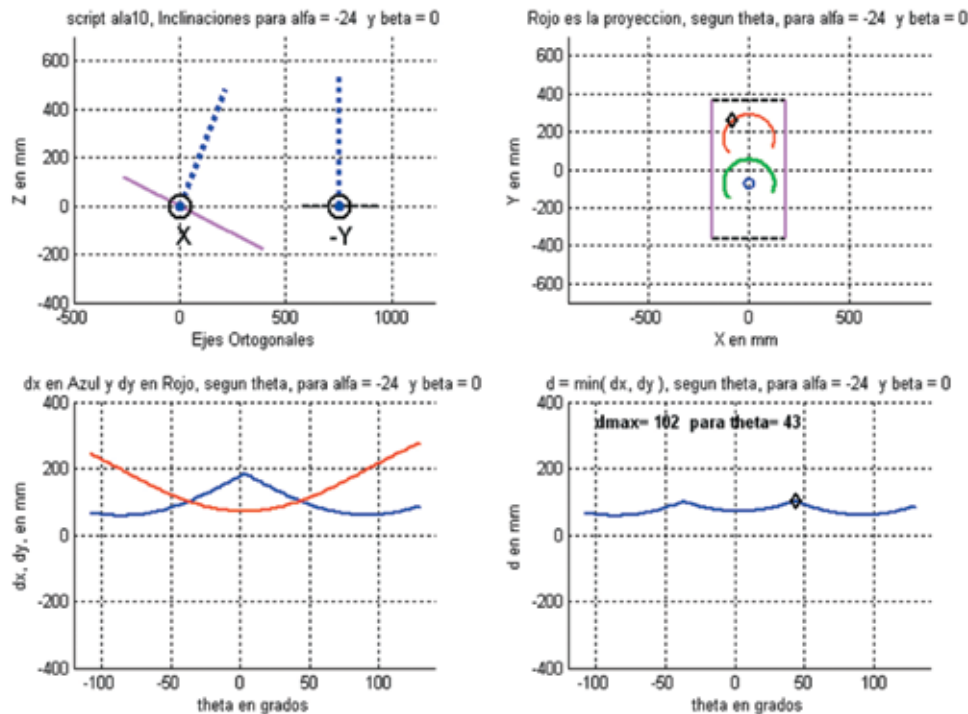 script ala10, Inclinaciones para alfa = -24 y beta = 0
Z en mm
600
400
200
0
-200
-400
X
-Y
-500
0
500
1000
Ejes Ortogonales
Rojo es la proyeccion, segun theta, para alfa = -24 y beta = 0
Y en mm
600
400
200
0
-200
-400
-600
-500
0
500
X en mm
dx en Azul y dy en Rojo, segun theta, para alfa = -24 y beta = 0
dx, dy, en mm
400
200
0
-200
-400
-100
-50
0
50
100
theta en grados
d = min( dx, dy ), segun theta, para alfa = -24 y beta = 0
dmax= 102 para theta= 43
d en mm
400
200
0
-200
-400
-100
-50
0
50
100
theta en grados